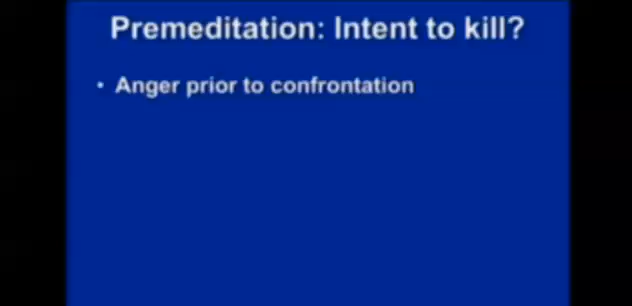 Premeditation: Intent to kill?
• Anger prior to confrontation